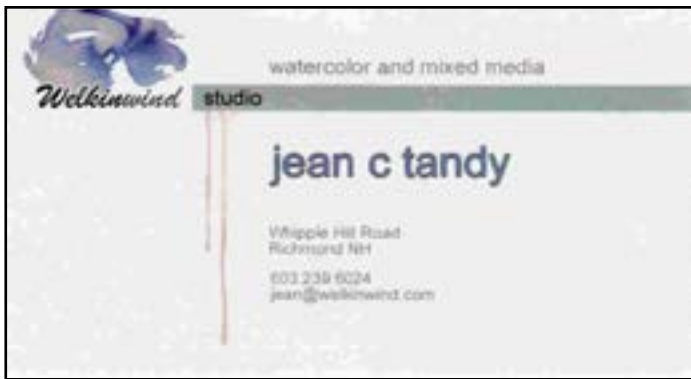 watercolor and mixed media
Welkinwind studio
jean c tandy
Whipple Hill Road
Richmond NH
603 239 6024
jean@welkinwind.com